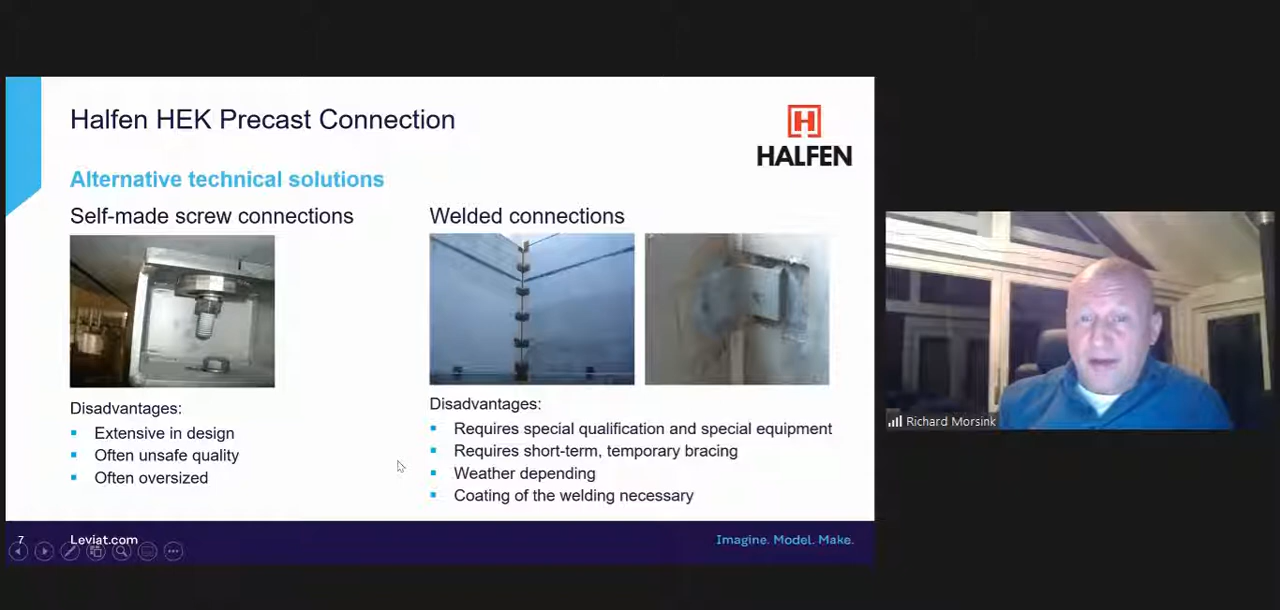 Halfen HEK Precast Connection
HALFEN
Alternative technical solutions
Self-made screw connections
Disadvantages:
Extensive in design
Often unsafe quality
Often oversized
Welded connections
Disadvantages:
Requires special qualification and special equipment
Requires short-term, temporary bracing
Weather depending
Coating of the welding necessary
7
Leviat.com
Imagine. Model. Make.
Richard Morsink